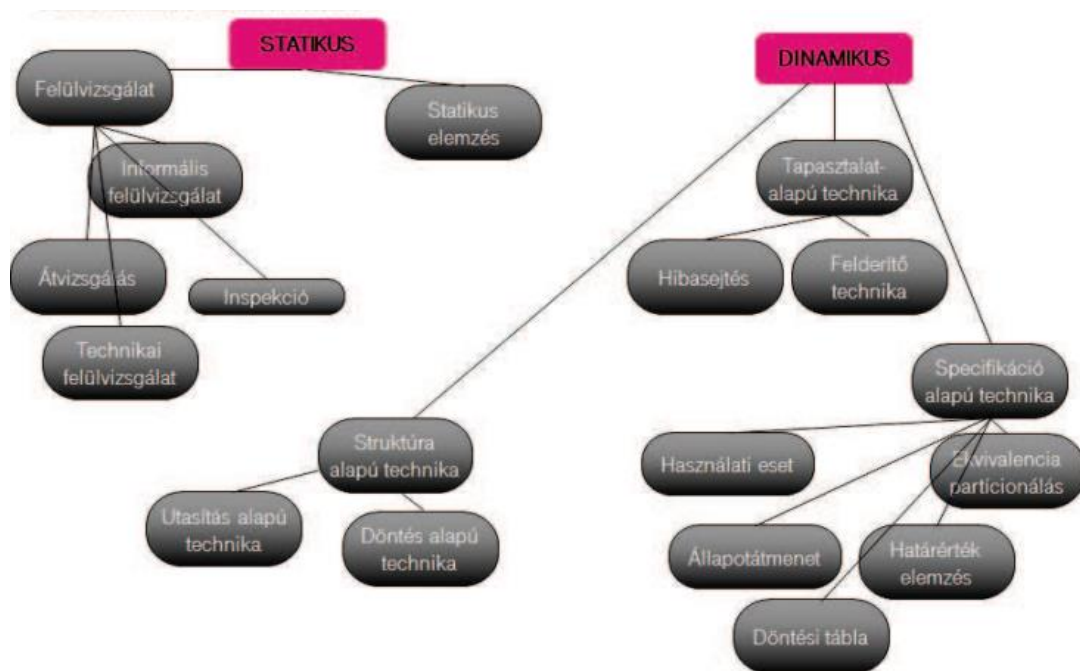 STATIKUS
Felülvizsgálat
Statikus
elemzés
Informális
felülvizsgálat
Átvizsgálás
Inspekció
Technikai
felülvizsgálat
DINAMIKUS
Tapasztalat-
alapú technika
Hibasejtés
Felderítő
technika
Struktúra
alapú technika
Utasítás alapú
technika
Döntés alapú
technika
Specifikáció
alapú technika
Használati eset
Ekvivalencia
particionálás
Állapotátmenet
Határérték
elemzés
Döntési tábla